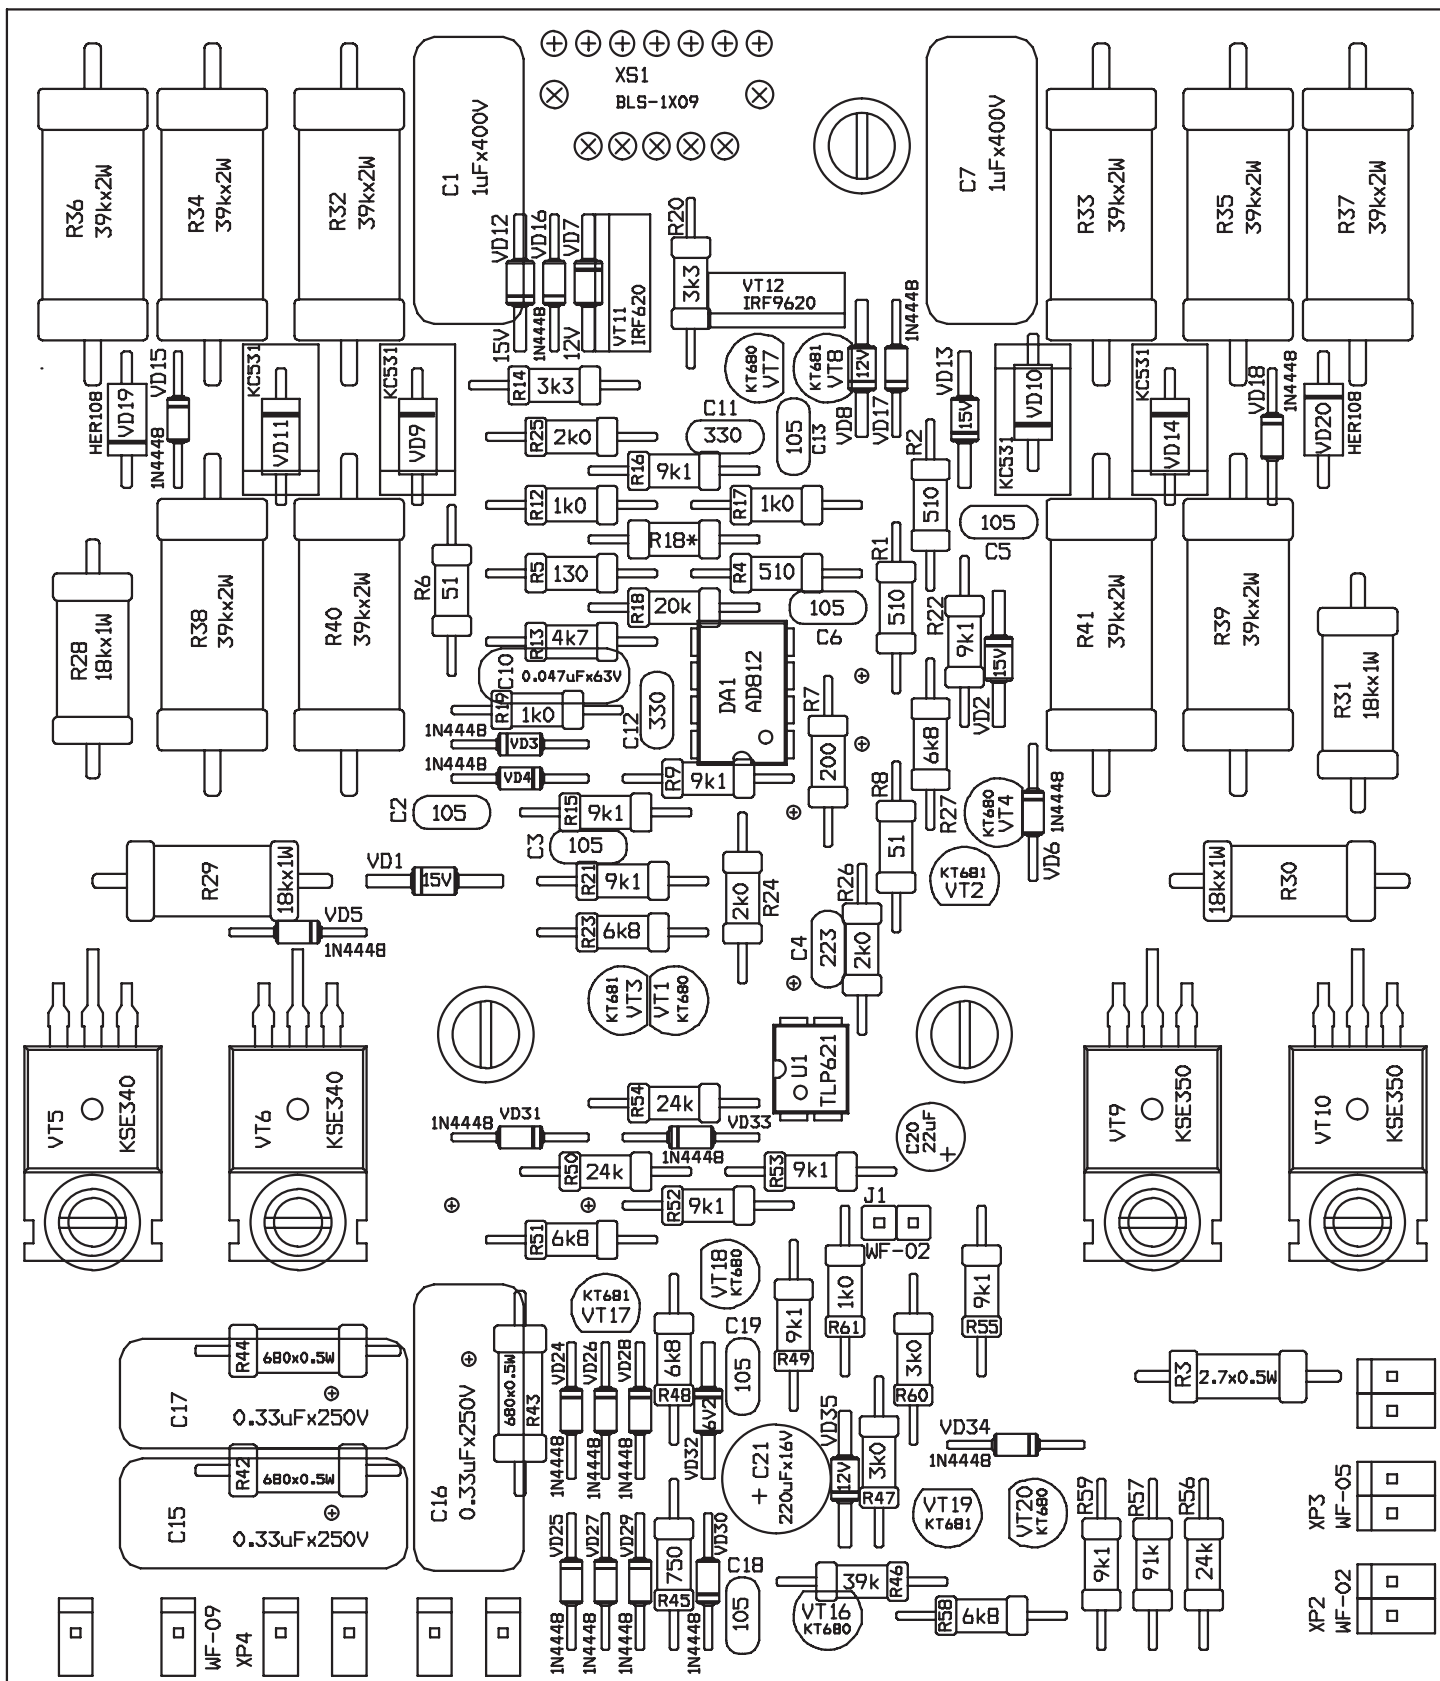 XS1
BLS-1X09
C1
1uFx400V
C7
1uFx400V
R36
39kx2W
R34
39kx2W
R32
39kx2W
R33
39kx2W
R35
39kx2W
R37
39kx2W
VD12
15V
VD16
1N4448
VD7
12V
VT11
IRF620
R20
3k3
VT12
IRF9620
KT680
VT7
KT681
VT8
12V
VD8
1N4448
VD17
VD13
15V
HER108
VD19
VD15
1N4448
KC531
VD11
KC531
VD9
R14
3k3
KC531
VD10
KC531
VD14
VD18
1N4448
VD20
HER108
R25
2k0
C11
330
105
C13
R2
510
R16
9k1
R12
1k0
R17
1k0
R18*
105
C5
R5
130
R4
510
R1
510
R6
51
R18
20k
105
C6
R22
9k1
15V
VD2
R13
4k7
C10
0.047uFx63V
R19
1k0
C12
330
DA1
AD812
R7
200
6k8
R27
R28
18kx1W
R38
39kx2W
R40
39kx2W
R41
39kx2W
R39
39kx2W
R31
18kx1W
1N4448
VD3
1N4448
VD4
R9
9k1
C2
105
R15
9k1
C3
105
R8
51
KT680
VT4
1N4448
VD6
R29
18kx1W
VD1
15V
R21
9k1
2k0
R24
R26
2k0
KT681
VT2
18kx1W
R30
VD5
1N4448
R23
6k8
C4
223
KT681
VT3
VT1
KT680
U1
TLP621
VT5
KSE340
VT6
KSE340
VT9
KSE350
VT10
KSE350
R54
24k
1N4448
VD31
VD33
1N4448
C20
22uF
+
R50
24k
R53
9k1
R52
9k1
J1
WF-02
R51
6k8
VT18
KT680
KT681
VT17
9k1
R49
1k0
R61
9k1
R55
R44
680x0.5W
C17
0.33uFx250V
R42
680x0.5W
C15
0.33uFx250V
C16
0.33uFx250V
680x0.5W
R43
VD24
1N4448
VD26
1N4448
VD28
1N4448
6k8
R48
6V2
VD32
C19
105
3k0
R60
R3
2.7x0.5W
+ C21
220uFx16V
VD35
12V
3k0
R47
VD34
1N4448
VT19
KT681
VT20
KT680
R59
9k1
R57
91k
R56
24k
XP3
WF-05
VD25
1N4448
VD27
1N4448
VD29
1N4448
750
R45
VD30
1N4448
C18
105
39k
R46
VT16
KT680
R58
6k8
XP2
WF-02
WF-09
XP4